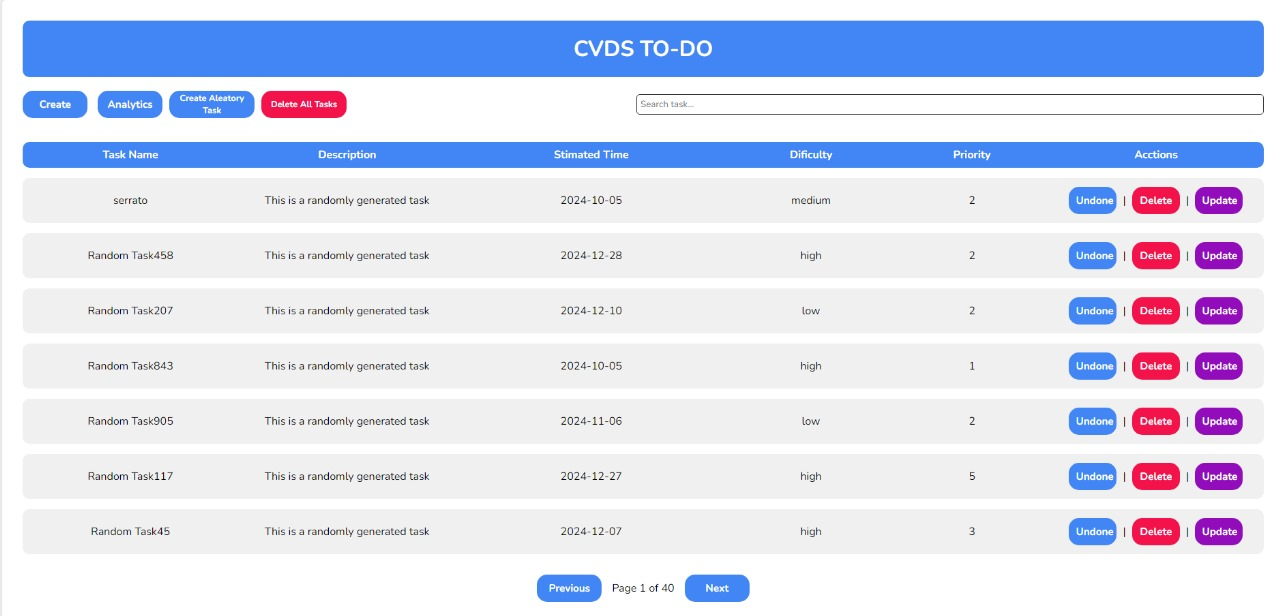 CVDS TO-DO
Create
Analytics
Create Aleatory
Task
Delete All Tasks
Search task...
Task Name Description Stimated Time Dificulty Priority Acctions
serrato This is a randomly generated task 2024-10-05 medium 2 Undone | Delete | Update
Random Task458 This is a randomly generated task 2024-12-28 high 2 Undone | Delete | Update
Random Task207 This is a randomly generated task 2024-12-10 low 2 Undone | Delete | Update
Random Task843 This is a randomly generated task 2024-10-05 high 1 Undone | Delete | Update
Random Task905 This is a randomly generated task 2024-11-06 low 2 Undone | Delete | Update
Random Task117 This is a randomly generated task 2024-12-27 high 5 Undone | Delete | Update
Random Task45 This is a randomly generated task 2024-12-07 high 3 Undone | Delete | Update
Previous Page 1 of 40 Next